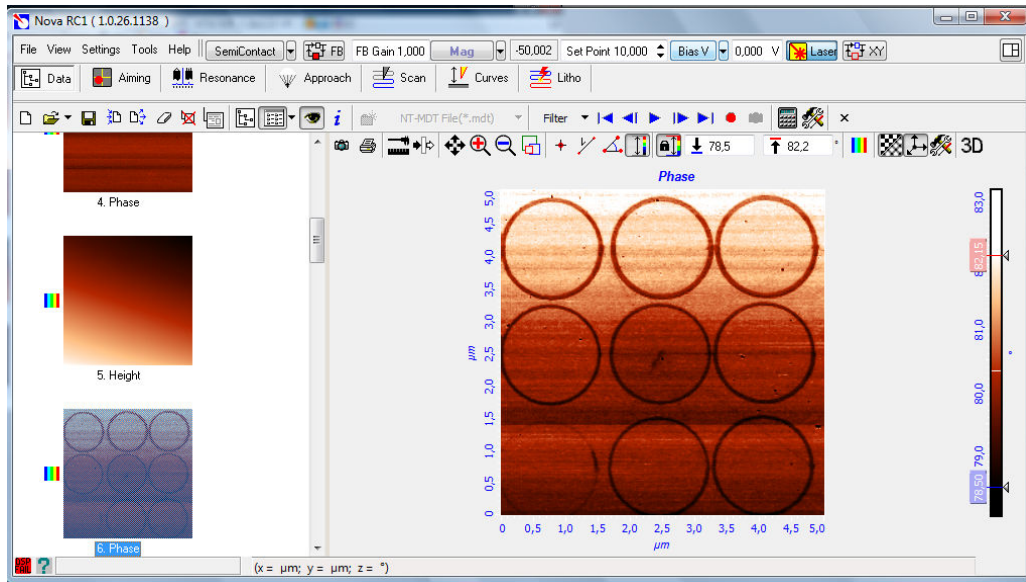 Nova RC1 ( 1.0.26.1138 )
File View Settings Tools Help SemiContact FB FB Gain 1,000 Mag -50,002 Set Point 10,000 Bias V 0,000 V Laser XY
Data Aiming Resonance Approach Scan Curves Litho
NT-MDT File(*.mdt) Filter
78,5 82,2 ° 3D
4. Phase
5. Height
6. Phase
Phase
5,0
4,5
4,0
3,5
3,0
2,5
2,0
1,5
1,0
0,5
0
µm
0 0,5 1,0 1,5 2,0 2,5 3,0 3,5 4,0 4,5 5,0
µm
83,0
82,15
81,0
80,0
79,0
78,50
°
DSP FAIL ?
(x = µm; y = µm; z = °)